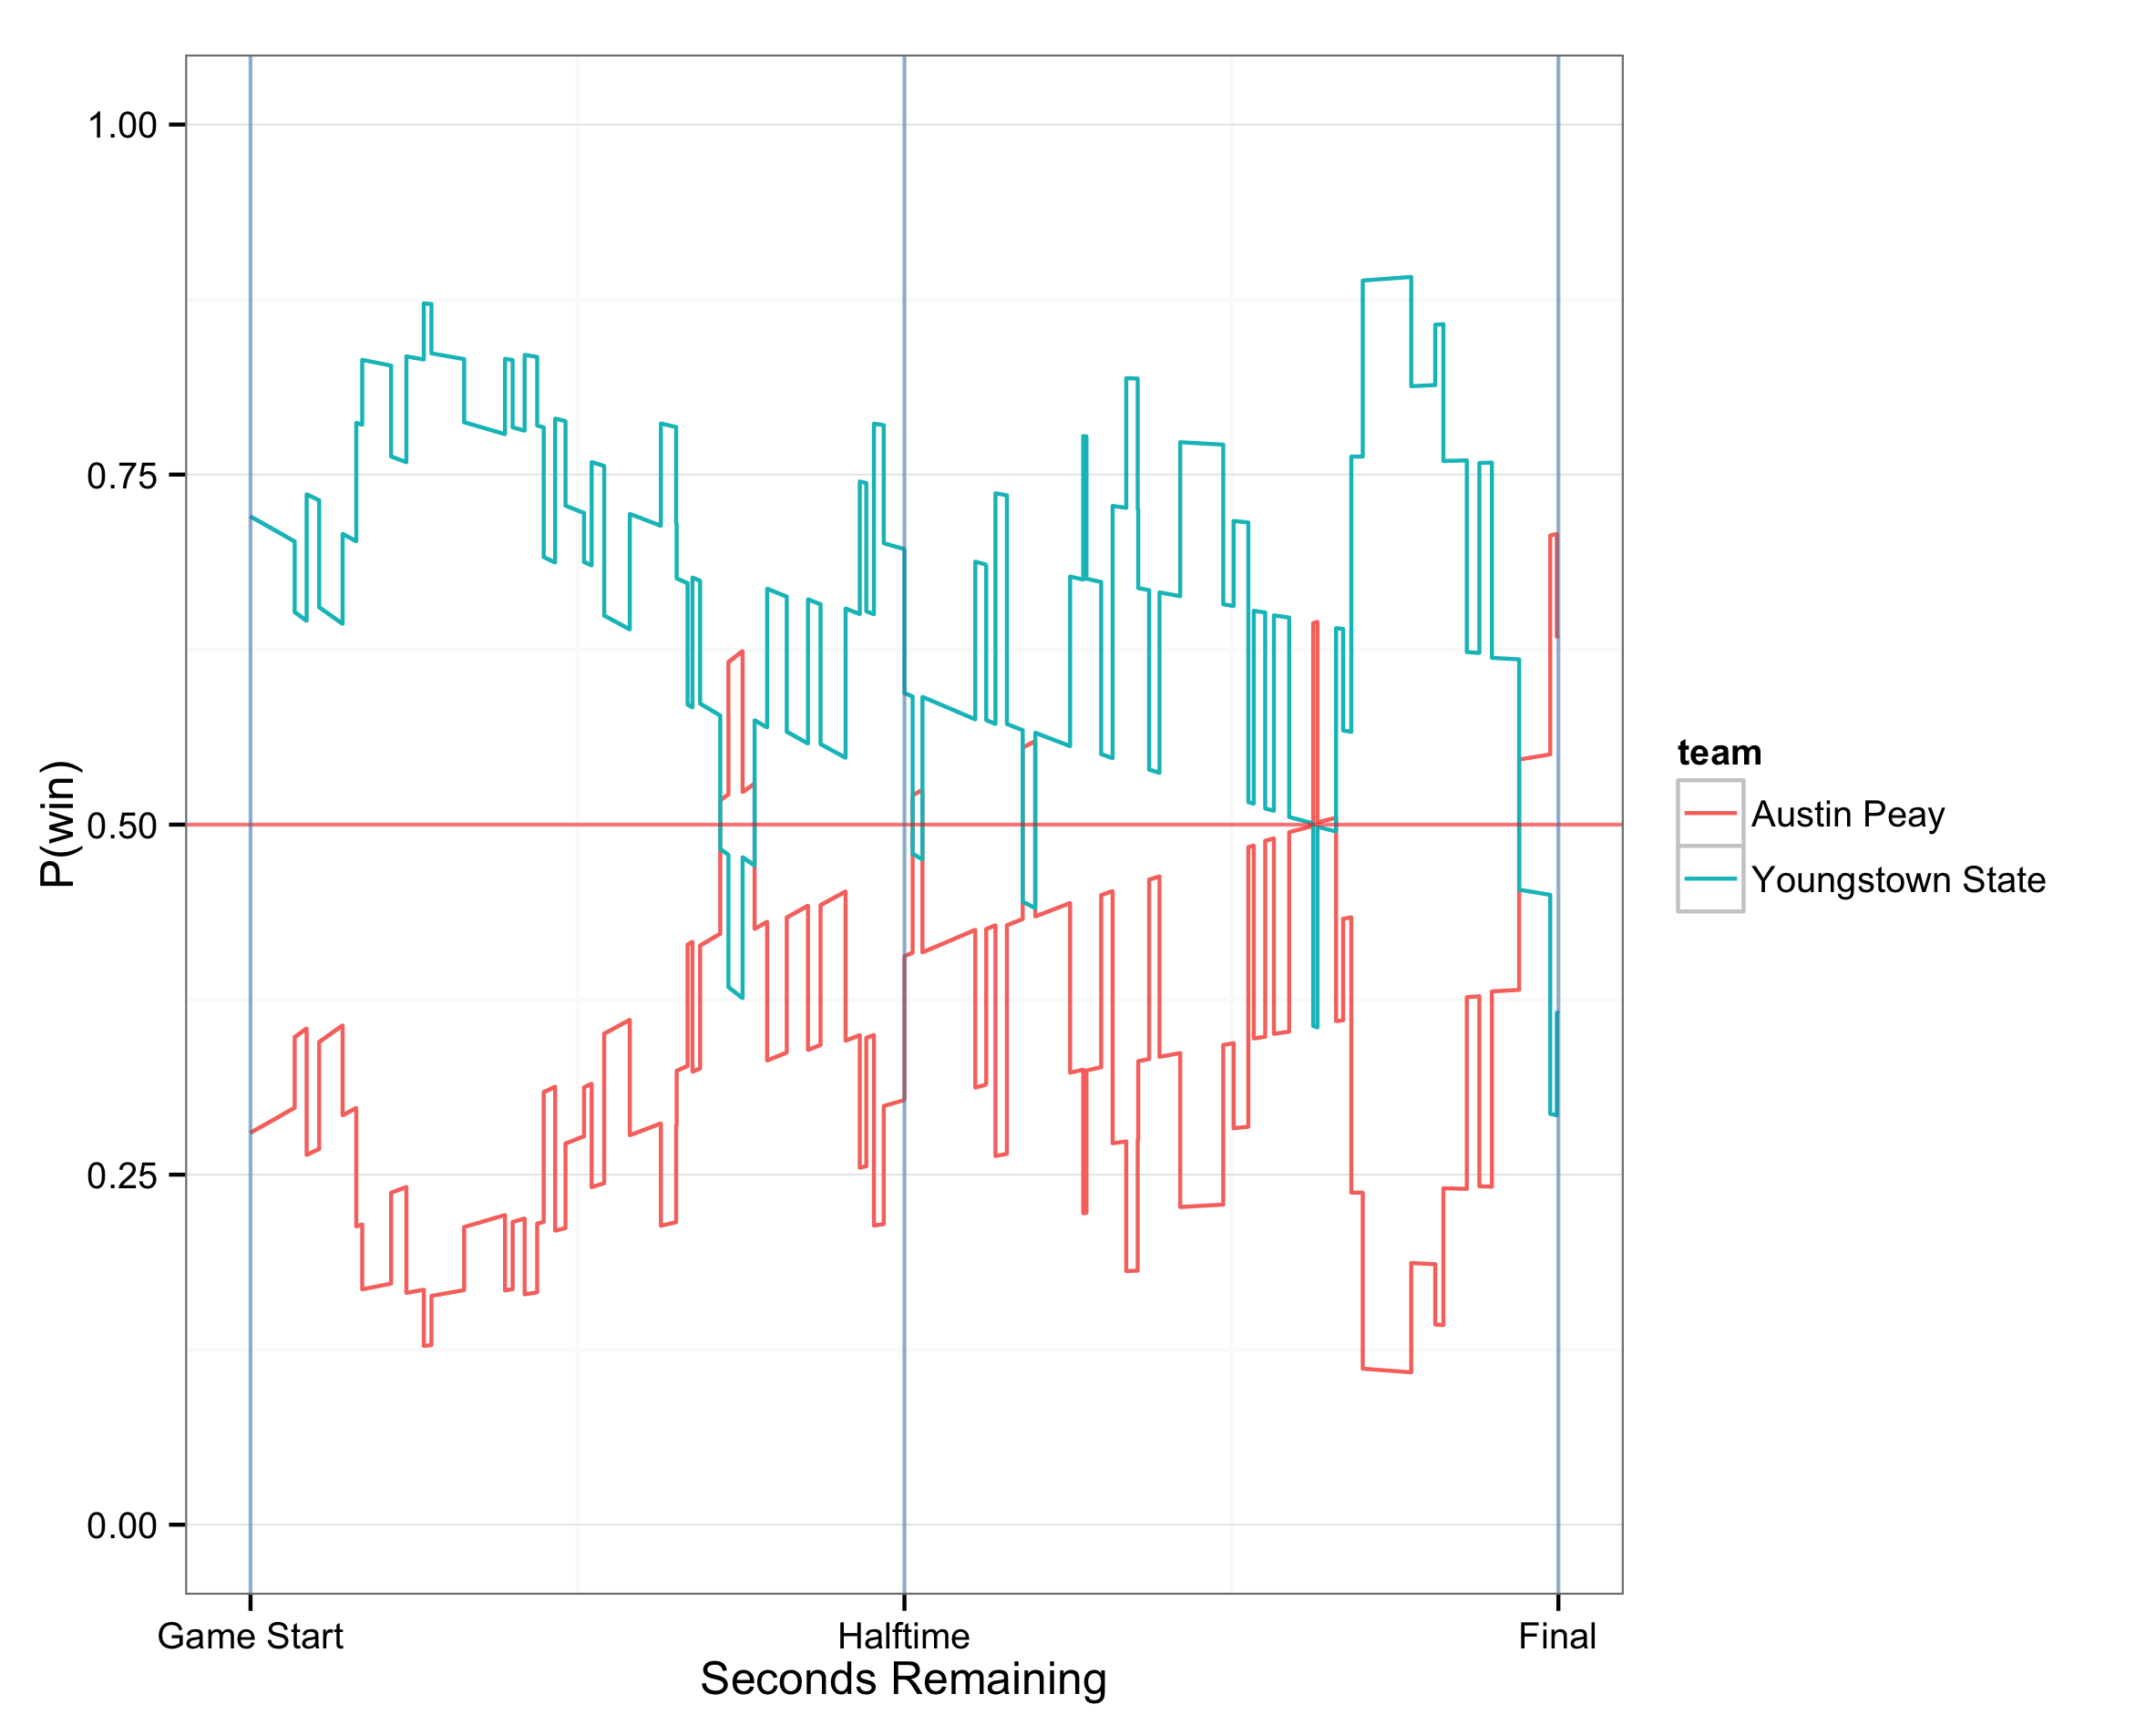 1.00
0.75
0.50
0.25
0.00
P(win)
Game Start
Halftime
Final
Seconds Remaining
team
Austin Peay
Youngstown State